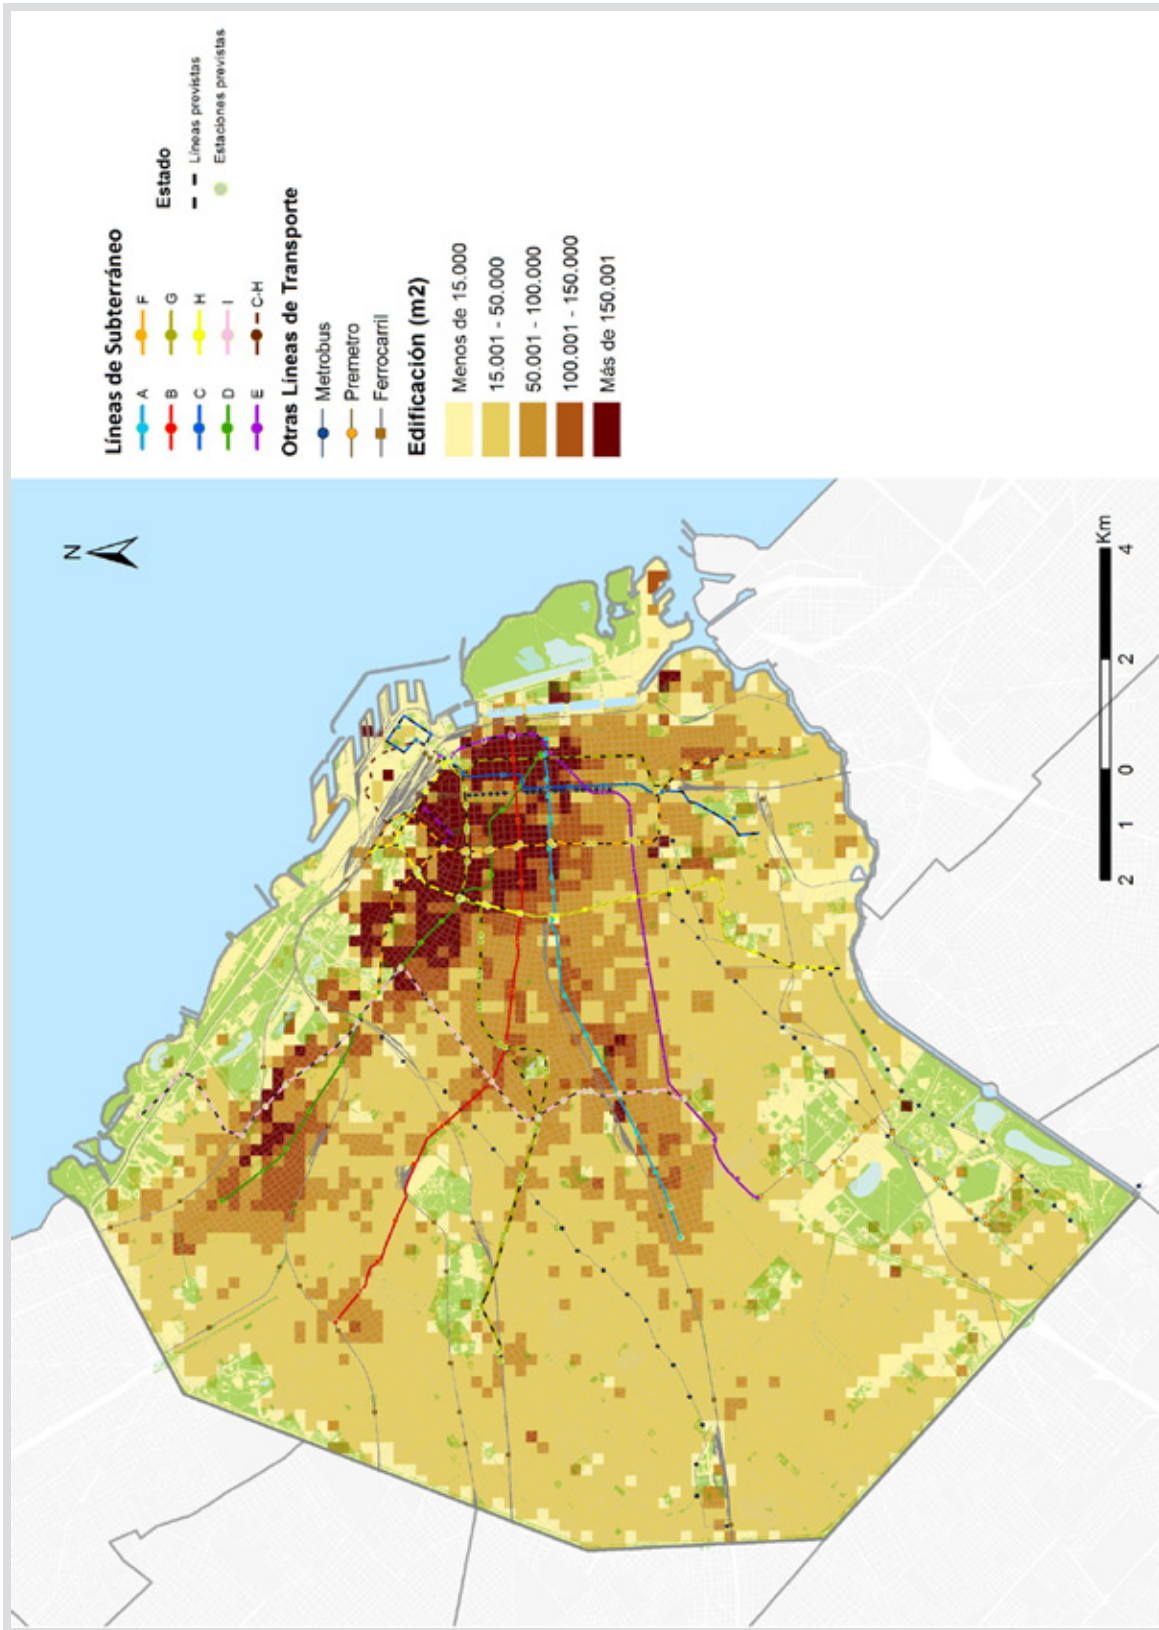 Líneas de Subterráneo
A
B
C
D
E
F
G
H
I
C-H
Estado
Líneas previstas
Estaciones previstas
Otras Líneas de Transporte
Metrobus
Premetro
Ferrocarril
Edificación (m2)
Menos de 15.000
15.001 - 50.000
50.001 - 100.000
100.001 - 150.000
Más de 150.001
N
2 1 0 2 4
Km